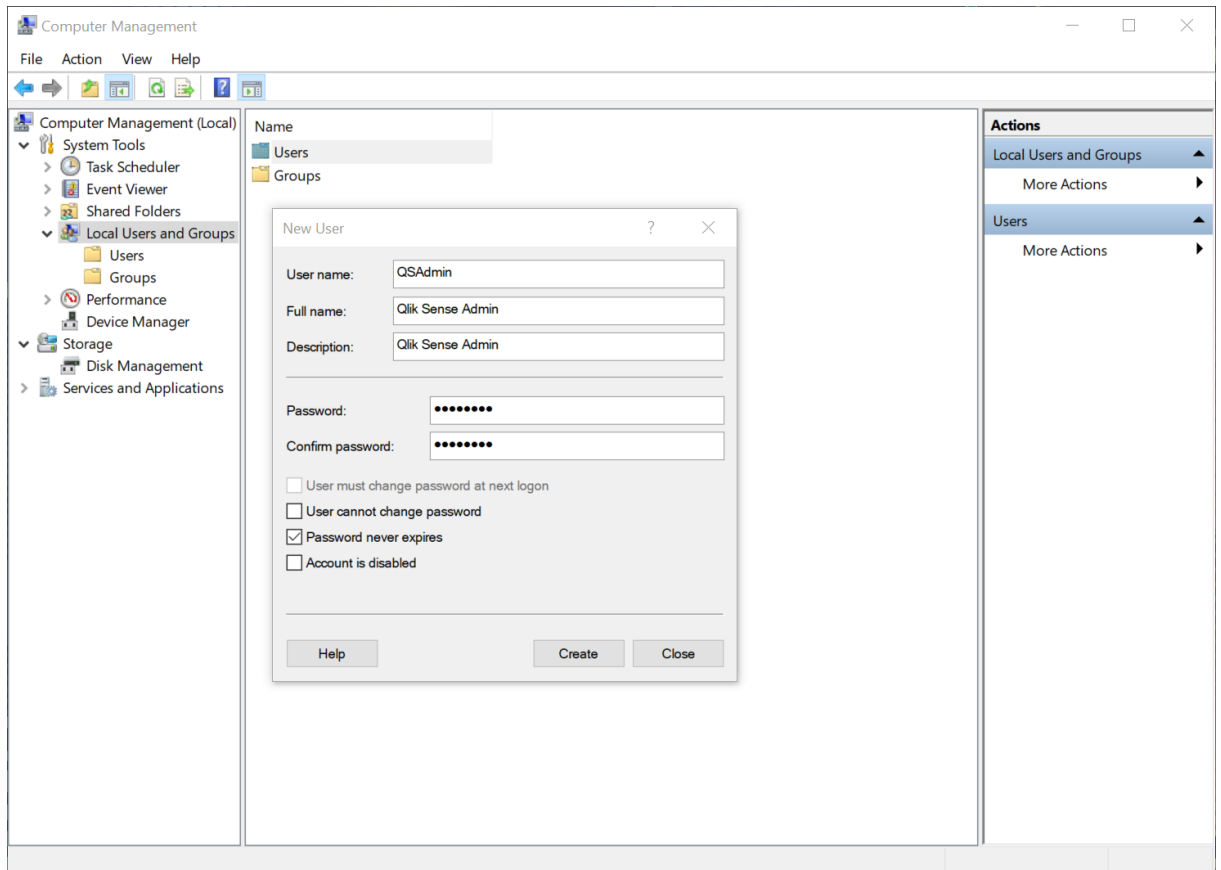 Computer Management
File Action View Help
Computer Management (Local)
System Tools
Task Scheduler
Event Viewer
Shared Folders
Local Users and Groups
Users
Groups
Performance
Device Manager
Storage
Disk Management
Services and Applications
Name
Users
Groups
New User
User name: QSAdmin
Full name: Qlik Sense Admin
Description: Qlik Sense Admin
Password: ●●●●●●●●
Confirm password: ●●●●●●●●
User must change password at next logon
User cannot change password
Password never expires
Account is disabled
Help Create Close
Actions
Local Users and Groups
More Actions
Users
More Actions